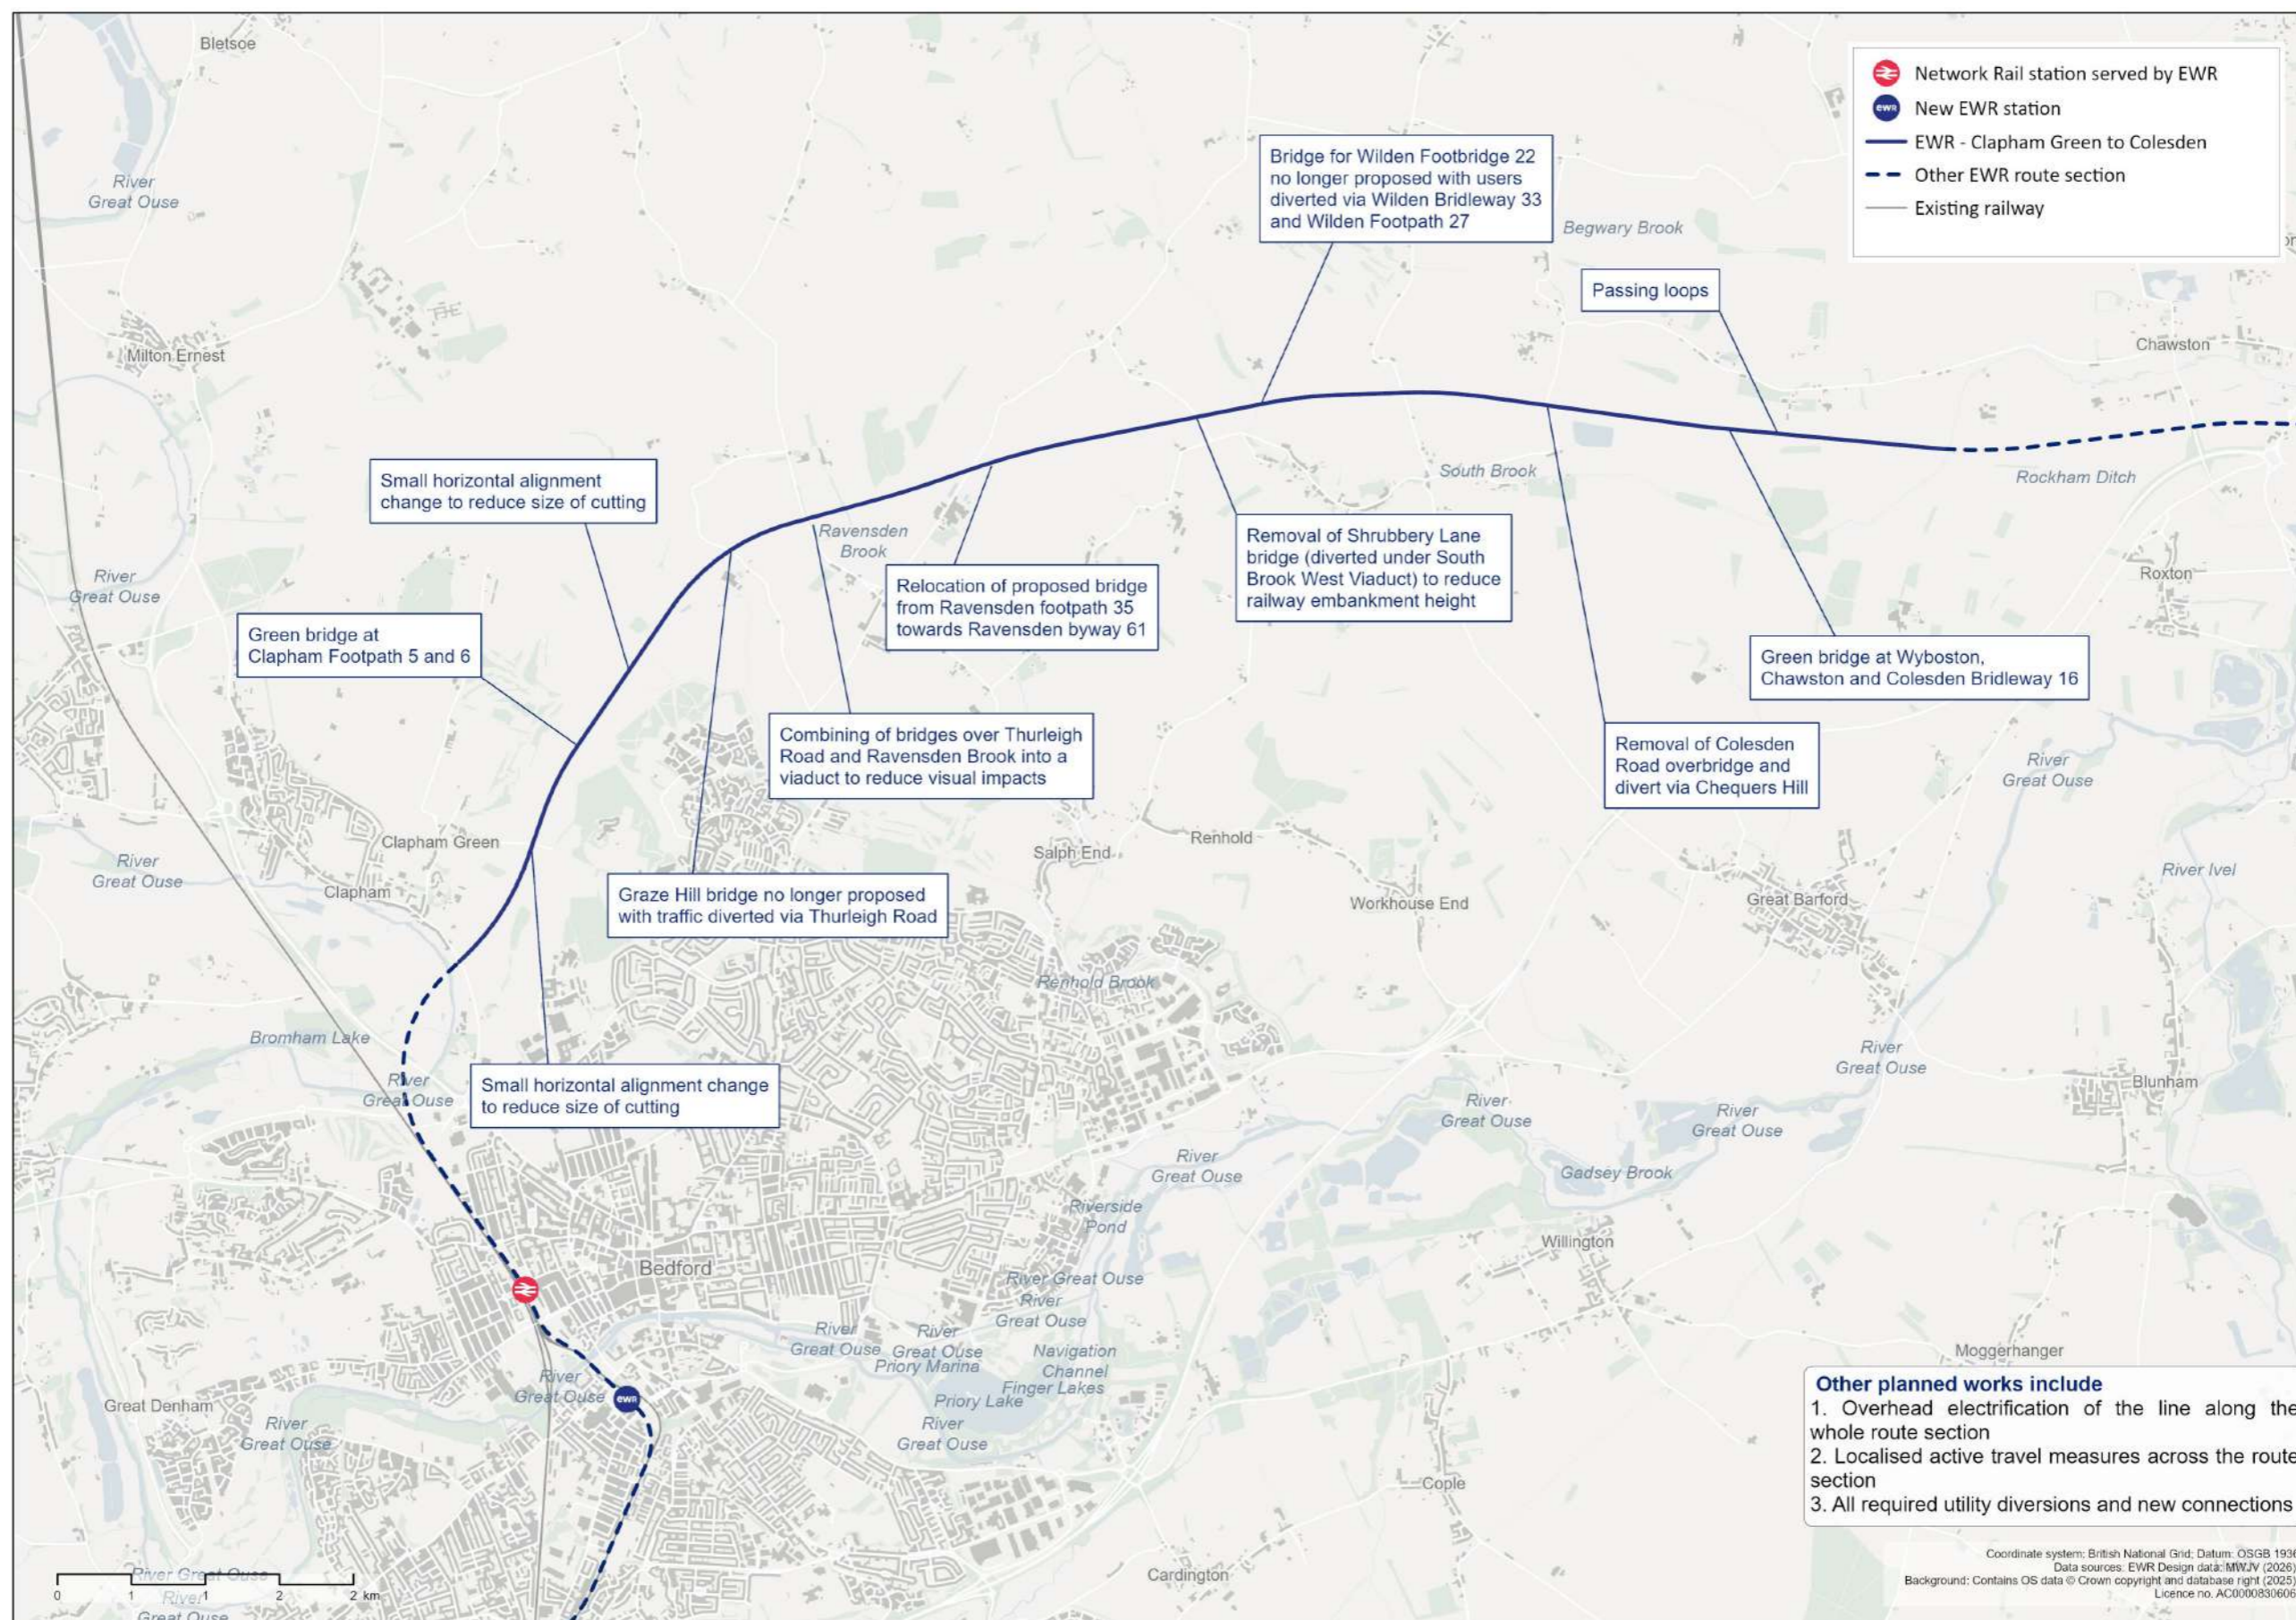 Bletsoe
Network Rail station served by EWR
ewr
New EWR station
EWR - Clapham Green to Colesden
Other EWR route section
Existing railway
Bridge for Wilden Footbridge 22
no longer proposed with users
diverted via Wilden Bridleway 33
and Wilden Footpath 27
River
Great Ouse
Begwary Brook
Passing loops
Milton Ernest
Chawston
Small horizontal alignment
change to reduce size of cutting
South Brook
Rockham Ditch
Ravensden
Brook
River
Great Ouse
Relocation of proposed bridge
from Ravensden footpath 35
towards Ravensden byway 61
Removal of Shrubbery Lane
bridge (diverted under South
Brook West Viaduct) to reduce
railway embankment height
Roxton
Green bridge at
Clapham Footpath 5 and 6
Green bridge at Wyboston,
Chawston and Colesden Bridleway 16
Combining of bridges over Thurleigh
Road and Ravensden Brook into a
viaduct to reduce visual impacts
Removal of Colesden
Road overbridge and
divert via Chequers Hill
River
Great Ouse
Clapham Green
Salph End
Renhold
River
Great Ouse
Clapham
River Ivel
Graze Hill bridge no longer proposed
with traffic diverted via Thurleigh Road
Workhouse End
Great Barford
Renhold Brook
Bromham Lake
River
Great Ouse
River
Great Ouse
Small horizontal alignment change
to reduce size of cutting
Blunham
River
Great Ouse
River
Great Ouse
River
Great Ouse
Gadsey Brook
Riverside
Pond
Willington
Bedford
River Great Ouse
River
Great Ouse
River
Great Ouse
River
Great Ouse
Priory Marina
Navigation
Channel
Finger Lakes
Priory Lake
River
Great Ouse
Moggerhanger
River
Great Ouse
ewr
Great Denham
River
Great Ouse
Other planned works include
1. Overhead electrification of the line along the
whole route section
2. Localised active travel measures across the route
section
3. All required utility diversions and new connections
Cople
Cardington
River Great Ouse
River
Great Ouse
0 1 1 2 2 km
Coordinate system: British National Grid; Datum: OSGB 1936
Data sources: EWR Design data: MWJV (2026)
Background: Contains OS data © Crown copyright and database right (2025)
Licence no. AC0000830606